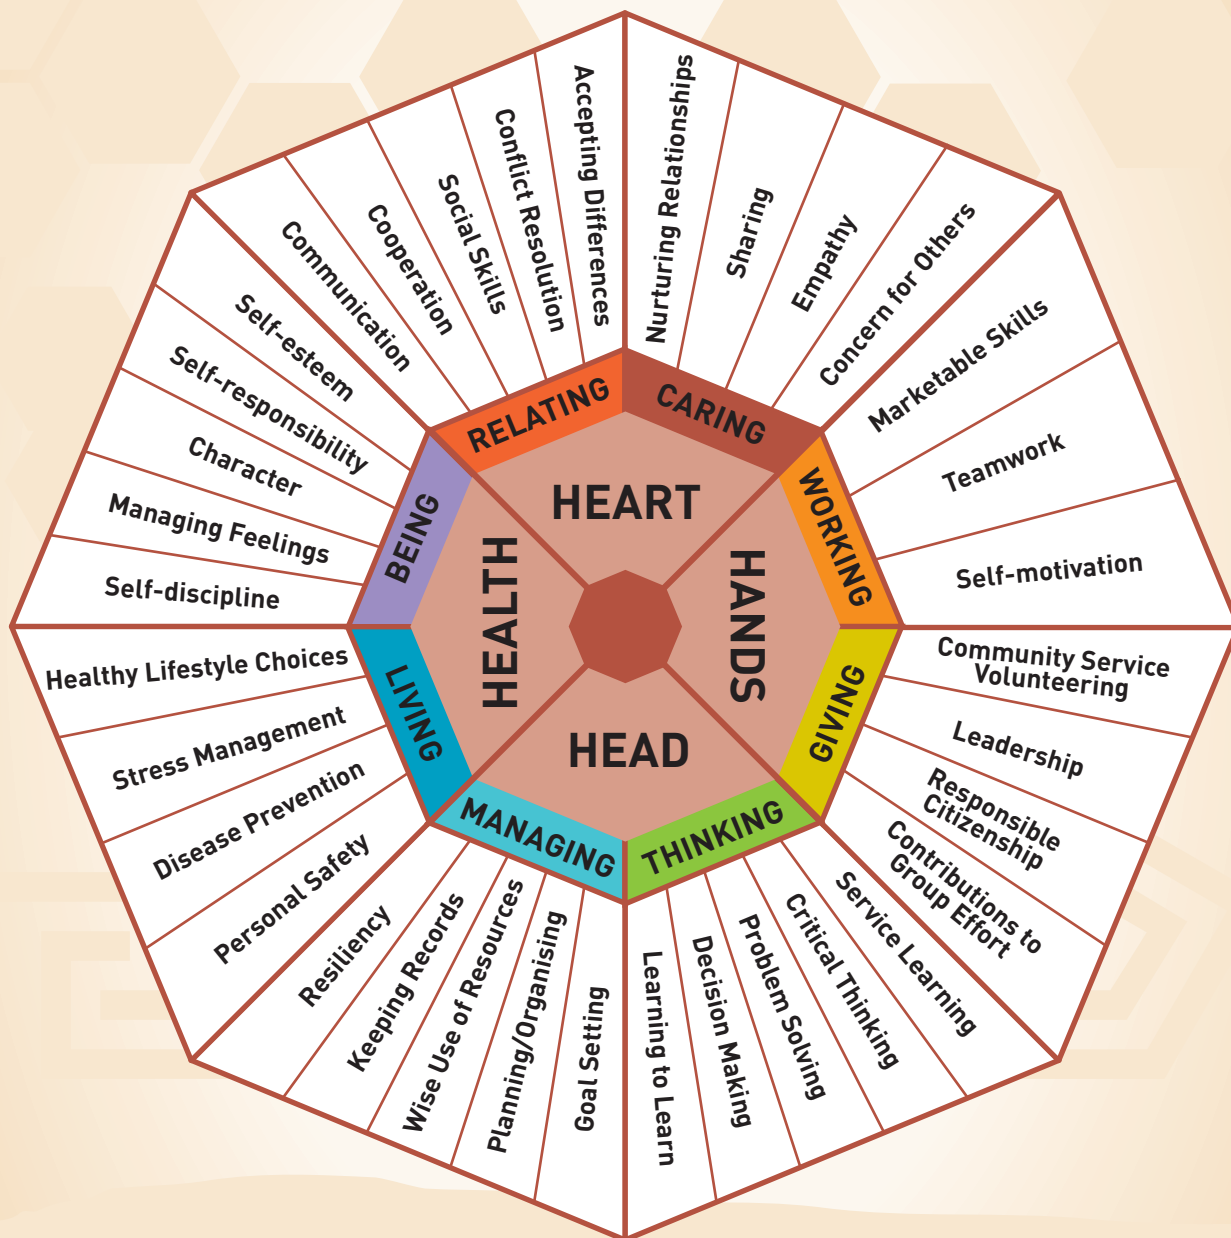 HEART
HANDS
HEAD
HEALTH
CARING
Nurturing Relationships
Sharing
Empathy
Concern for Others
WORKING
Marketable Skills
Teamwork
Self-motivation
GIVING
Community Service
Volunteering
Leadership
Responsible
Citizenship
Contributions to
Group Effort
THINKING
Service Learning
Critical Thinking
Problem Solving
Decision Making
Learning to Learn
MANAGING
Goal Setting
Planning/Organising
Wise Use of Resources
Keeping Records
Resiliency
LIVING
Personal Safety
Disease Prevention
Stress Management
Healthy Lifestyle Choices
BEING
Self-discipline
Managing Feelings
Character
Self-responsibility
Self-esteem
RELATING
Communication
Cooperation
Social Skills
Conflict Resolution
Accepting Differences